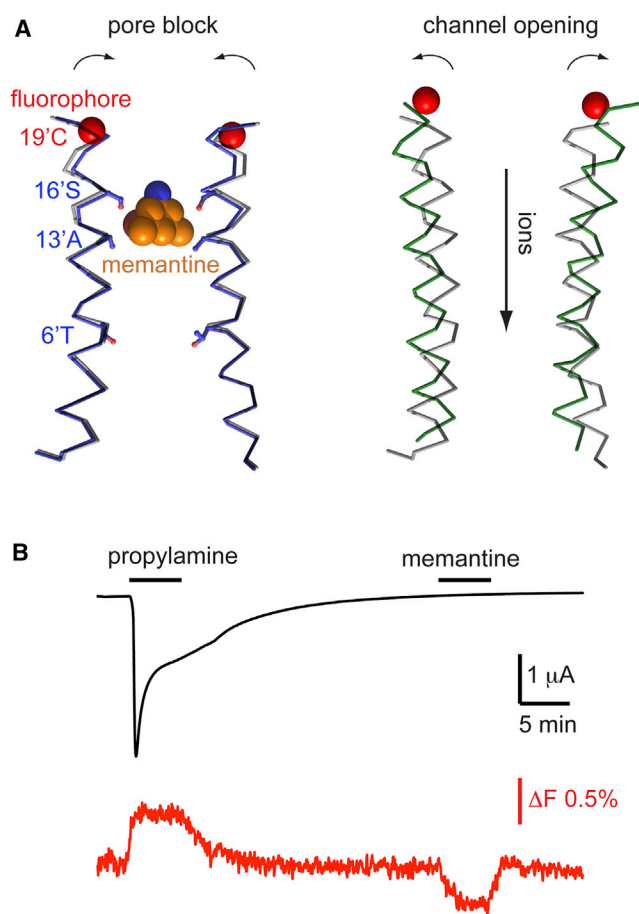 A
pore block
channel opening
fluorophore
19'C
16'S
13'A
memantine
6'T
ions
B
propylamine
memantine
1 μA
5 min
ΔF 0.5%